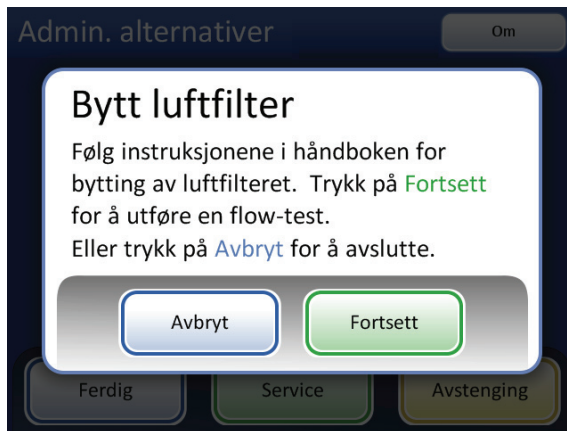 Admin. alternativer
Om
Bytt luftfilter
Følg instruksjonene i håndboken for
bytting av luftfilteret. Trykk på Fortsett
for å utføre en flow-test.
Eller trykk på Avbryt for å avslutte.
Avbryt
Fortsett
Ferdig
Service
Avstenging